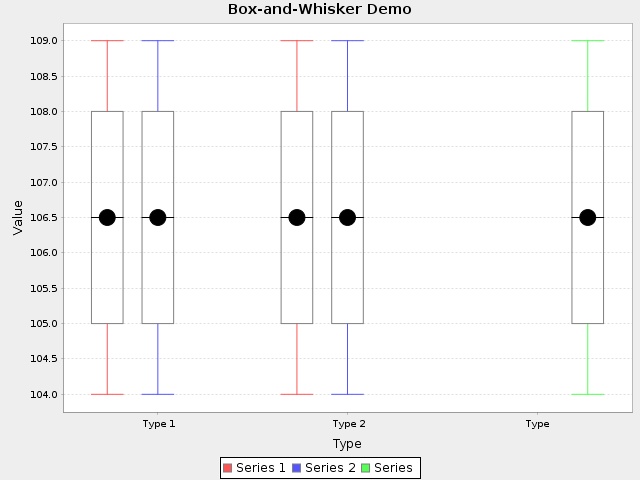 Box-and-Whisker Demo
109.0
108.5
108.0
107.5
107.0
106.5
106.0
105.5
105.0
104.5
104.0
Value
Type 1 Type 2 Type
Type
Series 1 Series 2 Series